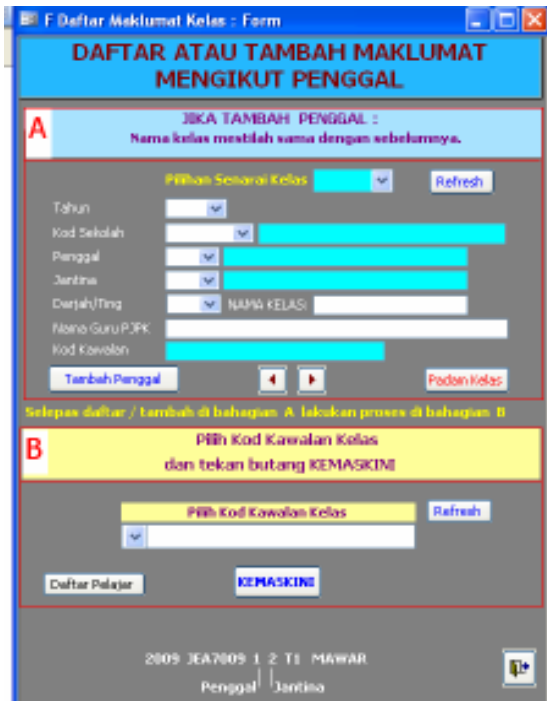 F Daftar Maklumat Kelas : Form
DAFTAR ATAU TAMBAH MAKLUMAT
MENGIKUT PENGGAL
A
JIKA TAMBAH PENGGAL :
Nama kelas mestilah sama dengan sebelumnya.
Pilihan Senarai Kelas Refresh
Tahun
Kod Sekolah
Penggal
Jantina
Darjah/Ting NAMA KELAS:
Nama Guru PJPK
Kod Kawalan
Tambah Penggal Padam Kelas
Selepas daftar / tambah di bahagian A lakukan proses di bahagian B
B
Pilih Kod Kawalan Kelas
dan tekan butang KEMASKINI
Pilih Kod Kawalan Kelas Refresh
Daftar Pelajar KEMASKINI
2009 JEA7009 1 2 T1 MAWAR
Penggal Jantina